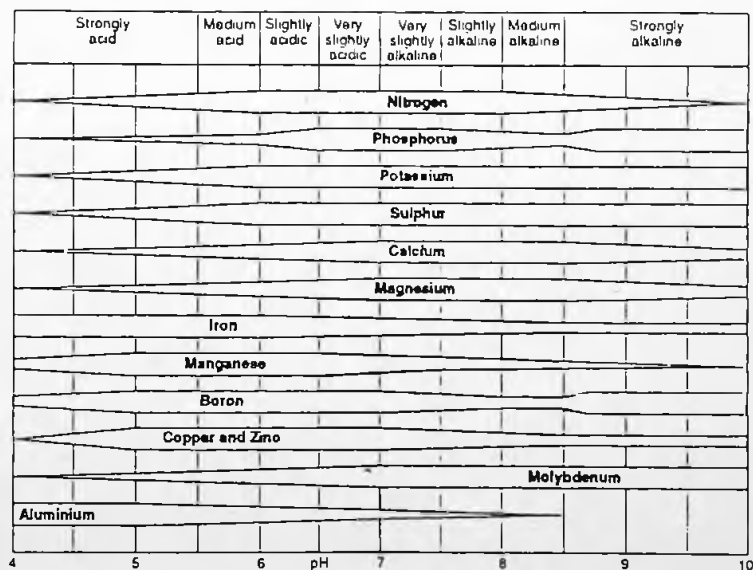 Strongly acid
Medium acid
Slightly acidic
Very slightly acidic
Very slightly alkaline
Slightly alkaline
Medium alkaline
Strongly alkaline
Nitrogen
Phosphorus
Potassium
Sulphur
Calcium
Magnesium
Iron
Manganese
Boron
Copper and Zinc
Molybdenum
Aluminium
4 5 6 pH 7 8 9 10